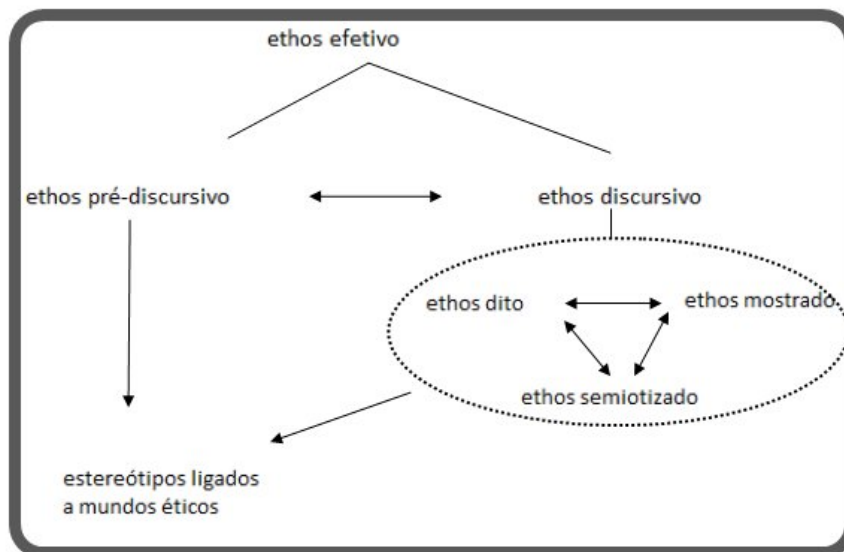 ethos efetivo
ethos pré-discursivo
ethos discursivo
ethos dito
ethos mostrado
ethos semiotizado
estereótipos ligados
a mundos éticos